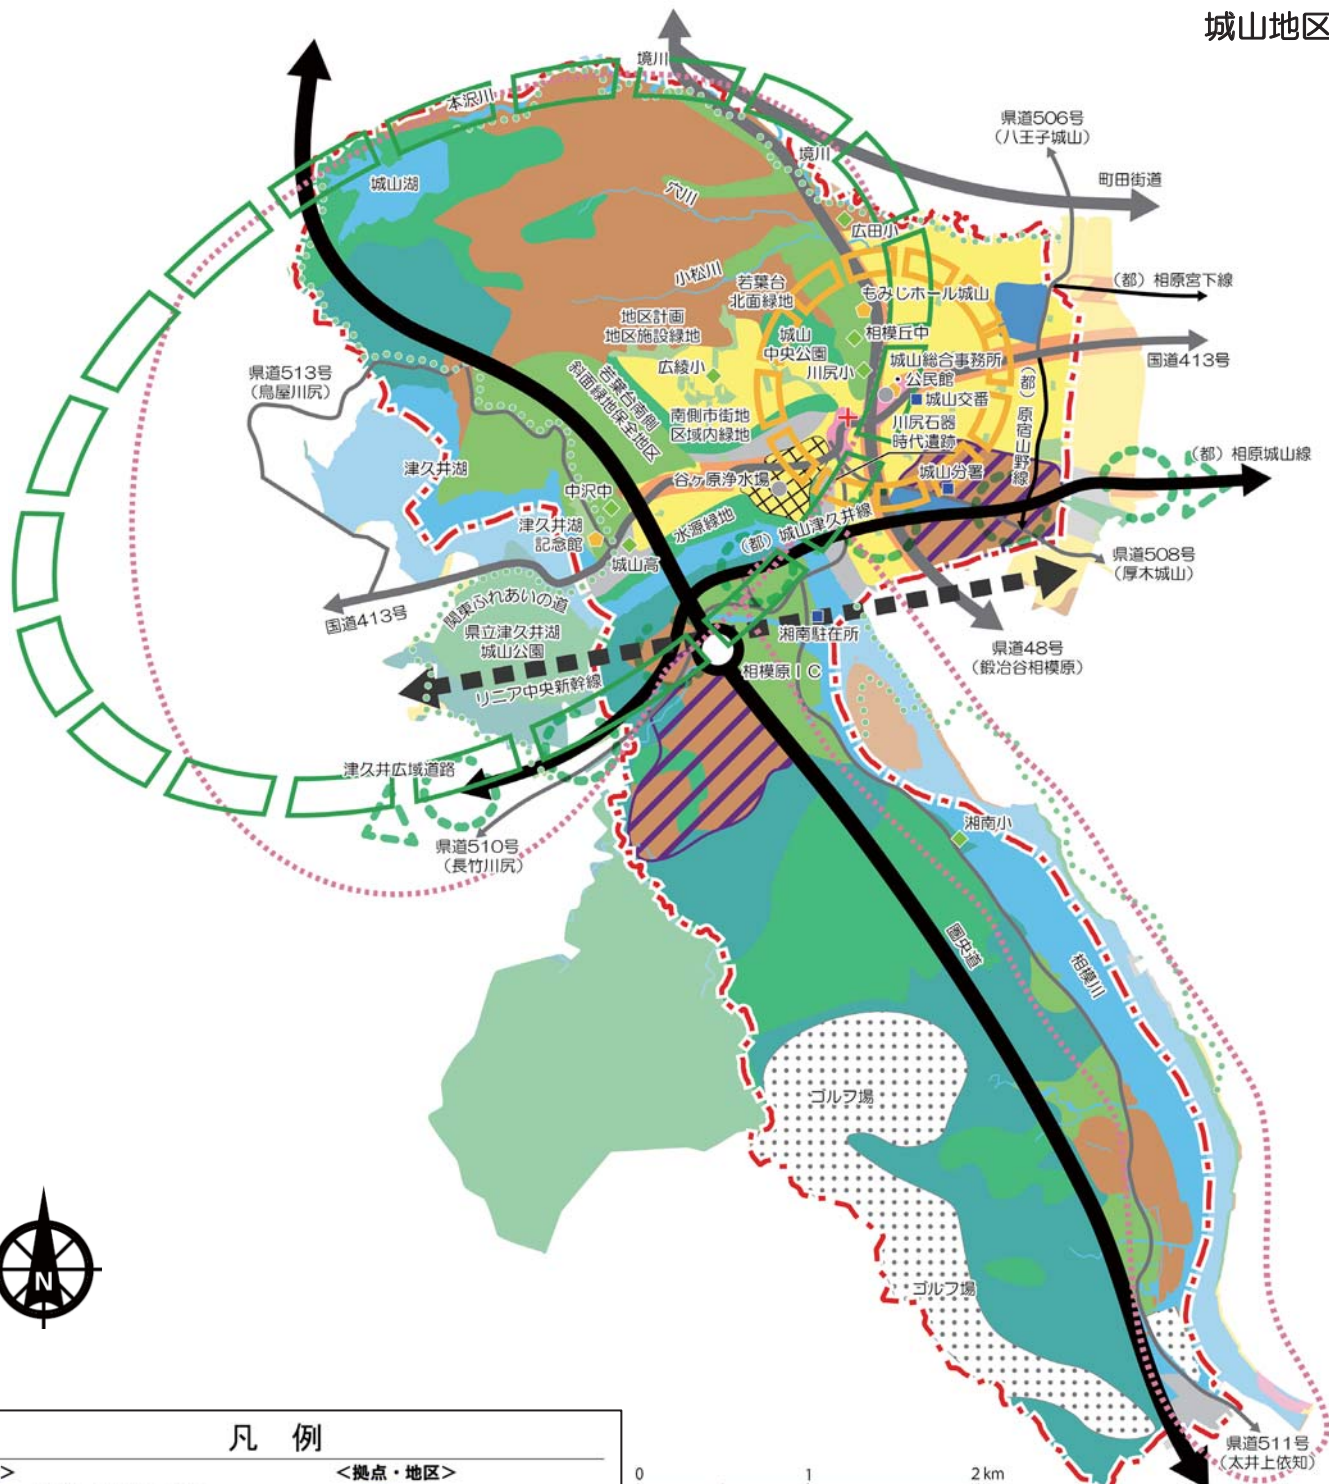 城山地区
境川
本沢川
県道506号
(八王子城山)
境川
町田街道
城山湖
穴川
広田小
小松川
若葉台
北面緑地
もみじホール城山
(都)相原宮下線
地区計画
地区施設緑地
城山
中央公園
相模丘中
国道413号
県道513号
(鳥屋川尻)
若葉台南側
斜面緑地保全地区
広綾小
川尻小
城山総合事務所
・公民館
城山交番
(都)原宿山野線
南側市街地
区域内緑地
川尻石器
時代遺跡
津久井湖
谷ヶ原浄水場
城山分署
(都)相原城山線
中沢中
津久井湖
記念館
水源緑地
(都)城山津久井線
県道508号
(厚木城山)
城山高
国道413号
関東ふれあいの道
県立津久井湖
城山公園
湘南駐在所
県道48号
(鍛冶谷相模原)
リニア中央新幹線
相模原IC
津久井広域道路
県道510号
(長竹川尻)
湘南小
圏央道
相模川
ゴルフ場
ゴルフ場
N
凡 例
>
<拠点・地区>
0 1 2km
県道511号
(太井上依知)